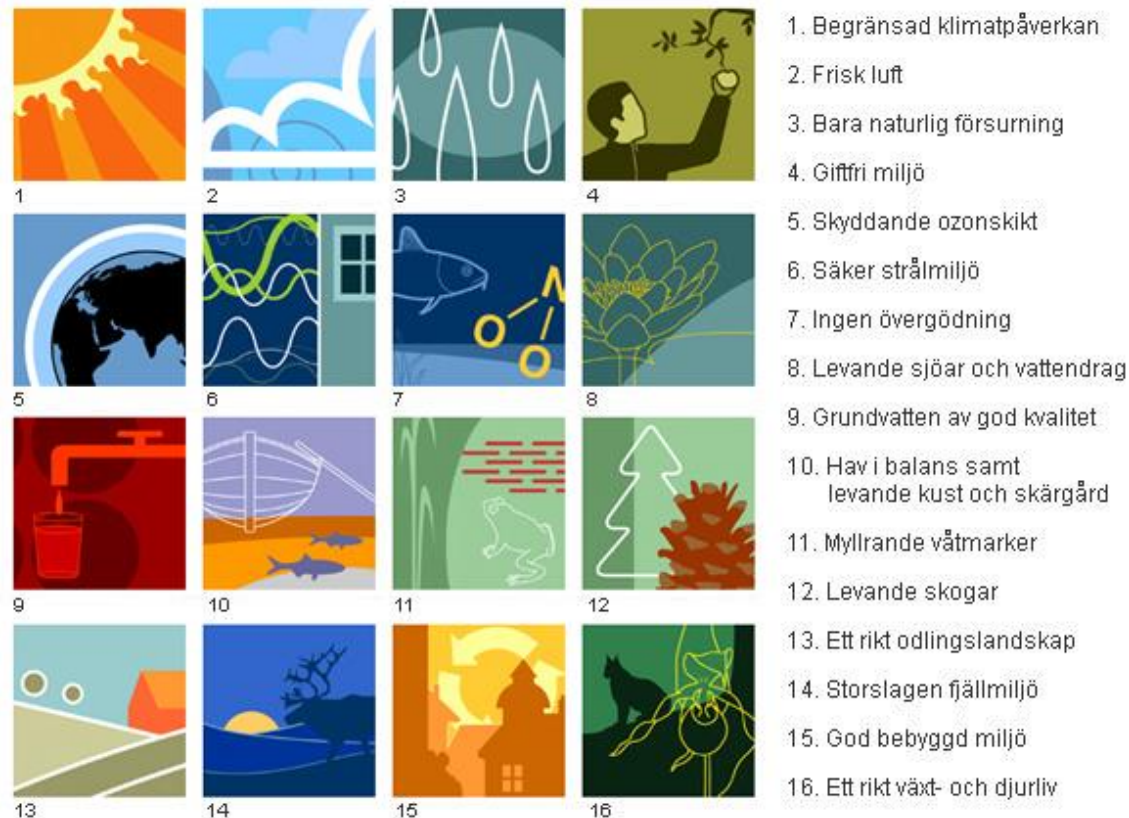 1
2
3
4
5
6
7
N
O
O
8
9
10
11
12
13
14
15
16
1. Begränsad klimatpåverkan
2. Frisk luft
3. Bara naturlig försurning
4. Giftfri miljö
5. Skyddande ozonskikt
6. Säker strålmiljö
7. Ingen övergödning
8. Levande sjöar och vattendrag
9. Grundvatten av god kvalitet
10. Hav i balans samt
levande kust och skärgård
11. Myllrande våtmarker
12. Levande skogar
13. Ett rikt odlingslandskap
14. Storslagen fjällmiljö
15. God bebyggd miljö
16. Ett rikt växt- och djurliv